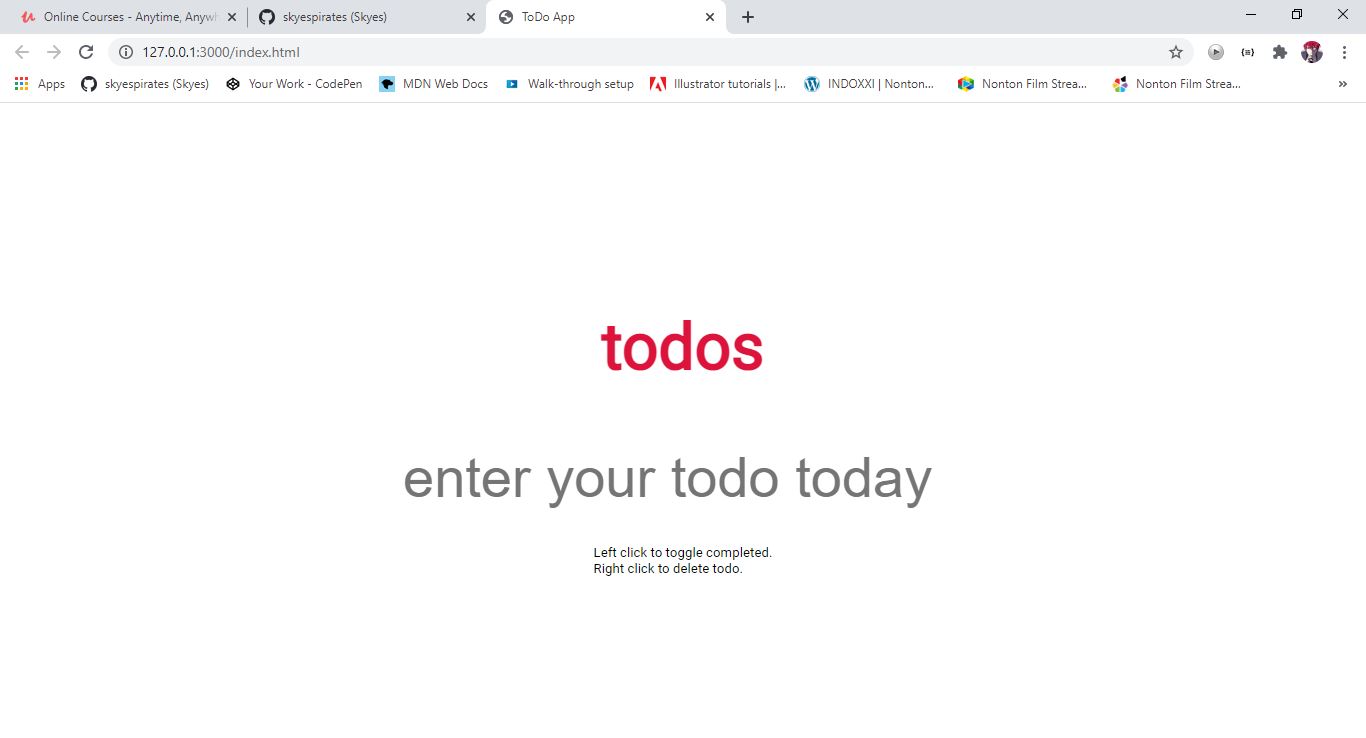 Online Courses - Anytime, Anywh
skyespirates (Skyes)
ToDo App
127.0.0.1:3000/index.html
Apps
skyespirates (Skyes)
Your Work - CodePen
MDN Web Docs
Walk-through setup
Illustrator tutorials |...
INDOXXI | Nonton...
Nonton Film Strea...
Nonton Film Strea...
todos
enter your todo today
Left click to toggle completed.
Right click to delete todo.